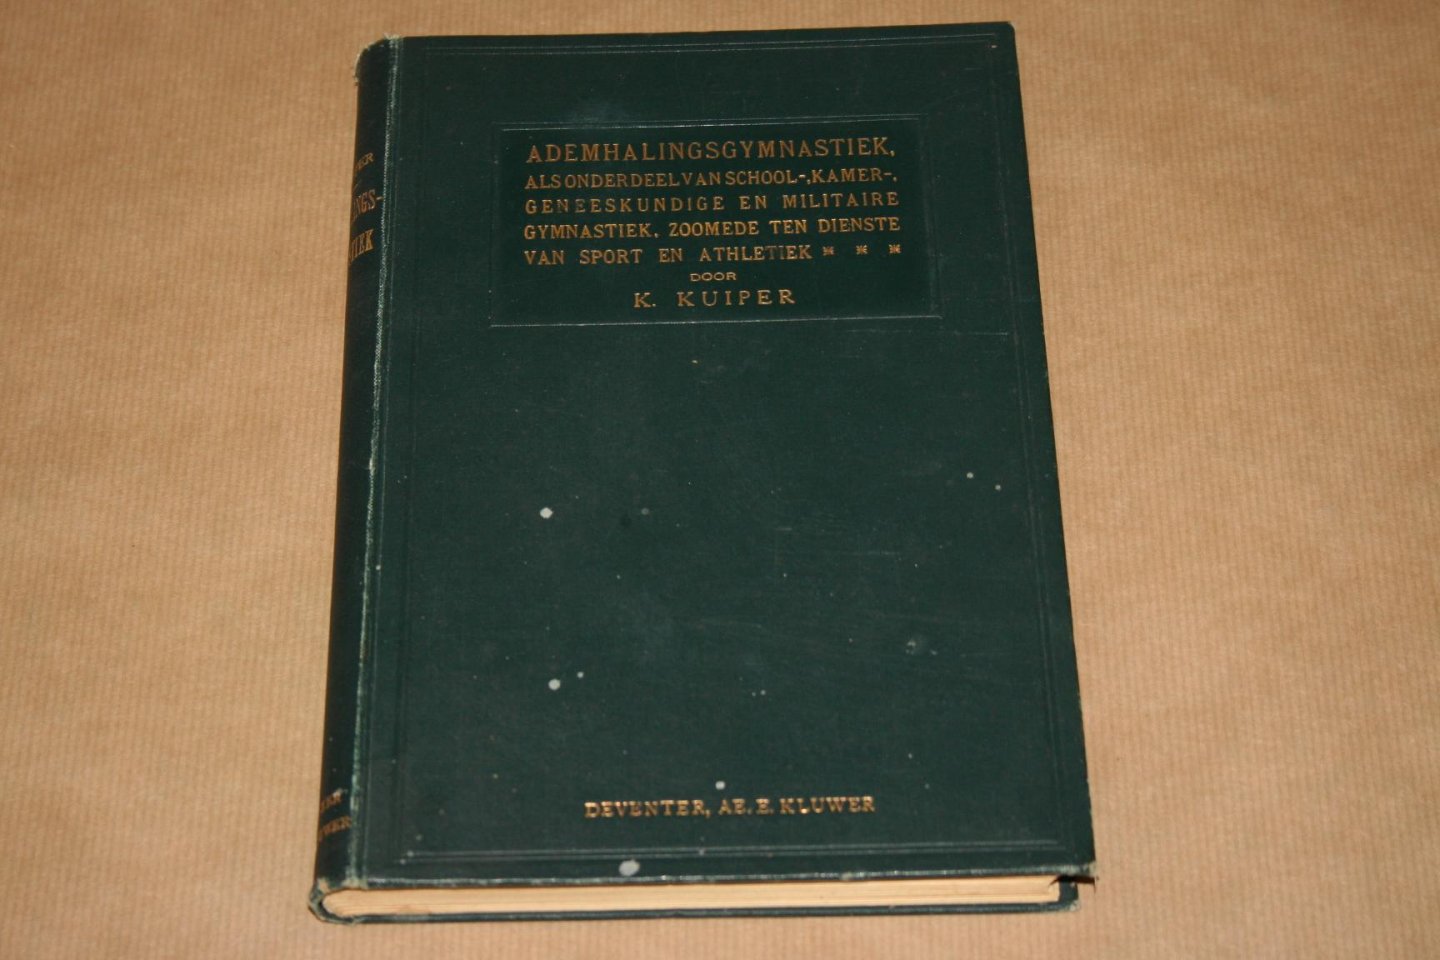 ADEMHALINGSGYMNASTIEK,
ALS ONDERDEEL VAN SCHOOL-, KAMER-,
GENEESKUNDIGE EN MILITAIRE
GYMNASTIEK, ZOOMEDE TEN DIENSTE
VAN SPORT EN ATHLETIEK
DOOR
K. KUIPER
DEVENTER, Æ. E. KLUWER